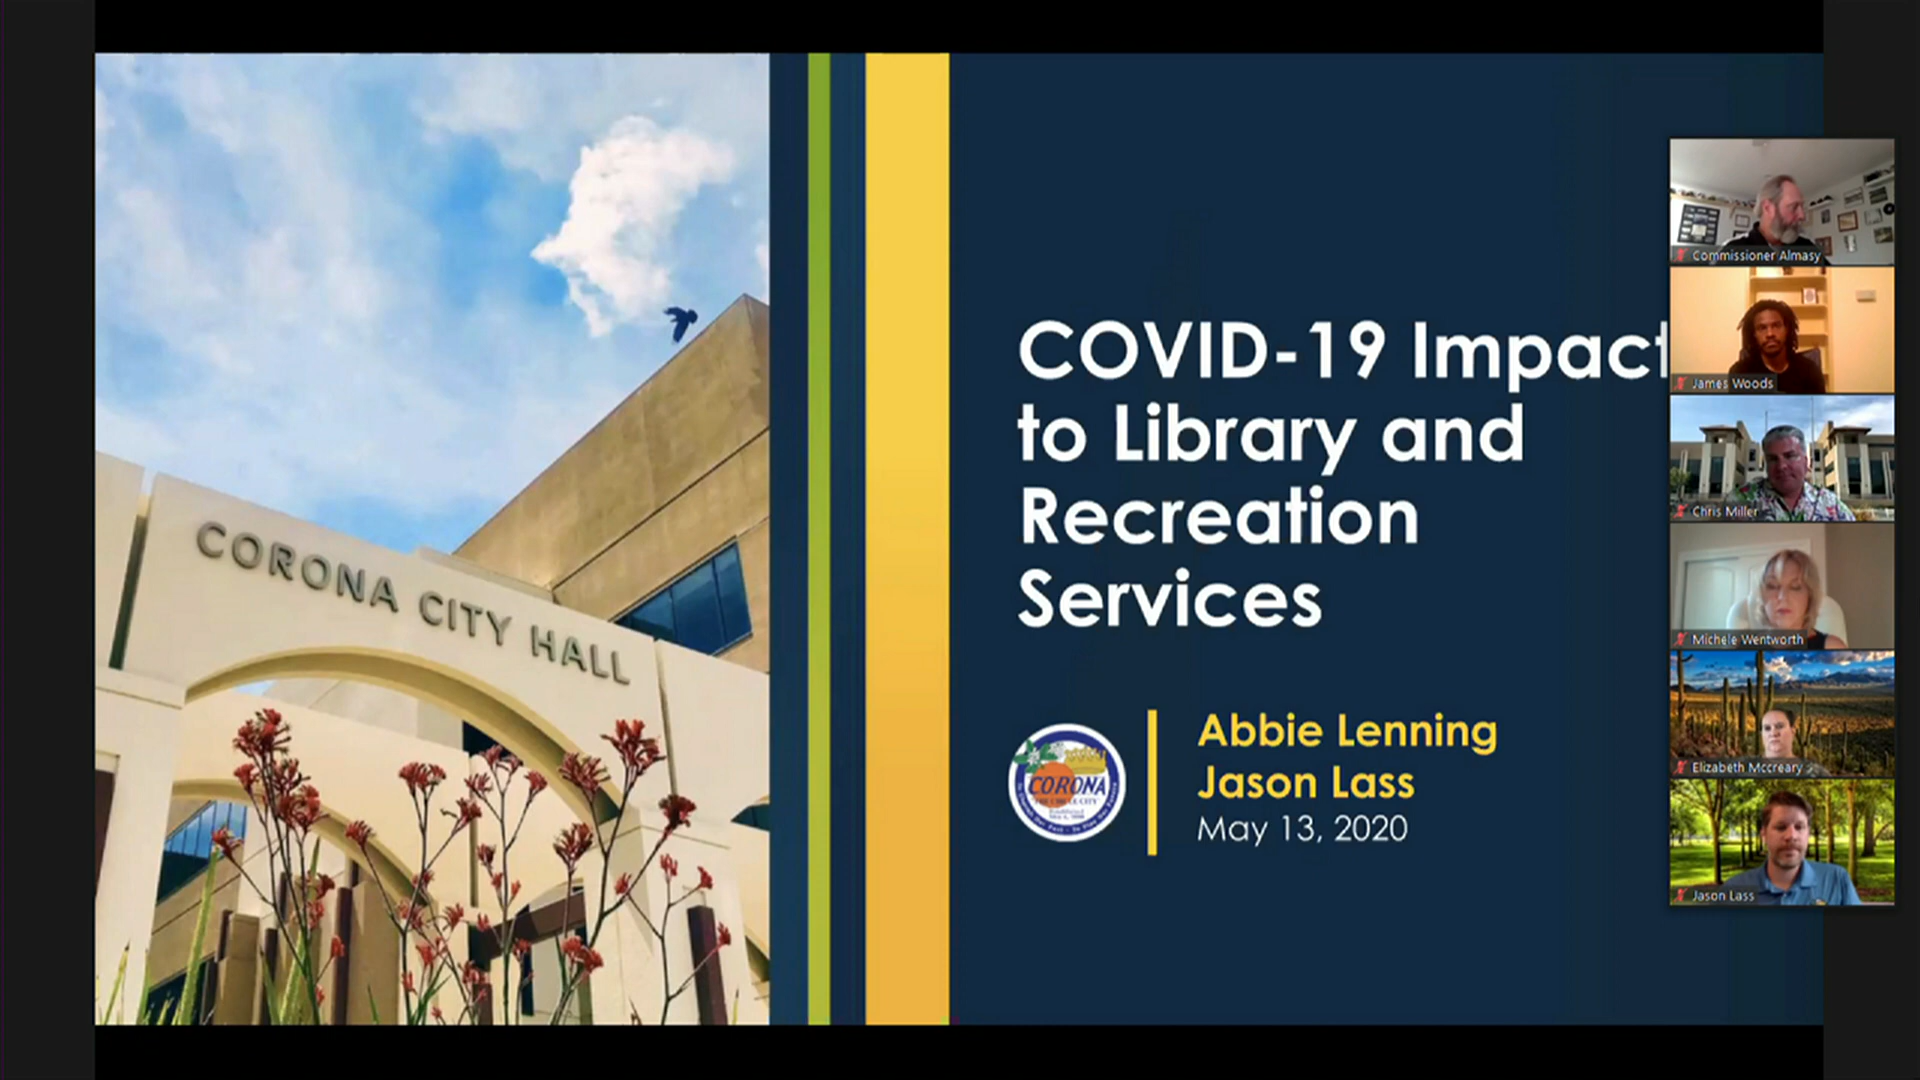 CORONA CITY HALL
COVID-19 Impact
to Library and
Recreation
Services
CORONA
Abbie Lenning
Jason Lass
May 13, 2020
Commissioner Almasy
James Woods
Chris Miller
Michele Wentworth
Elizabeth Mccreary
Jason Lass